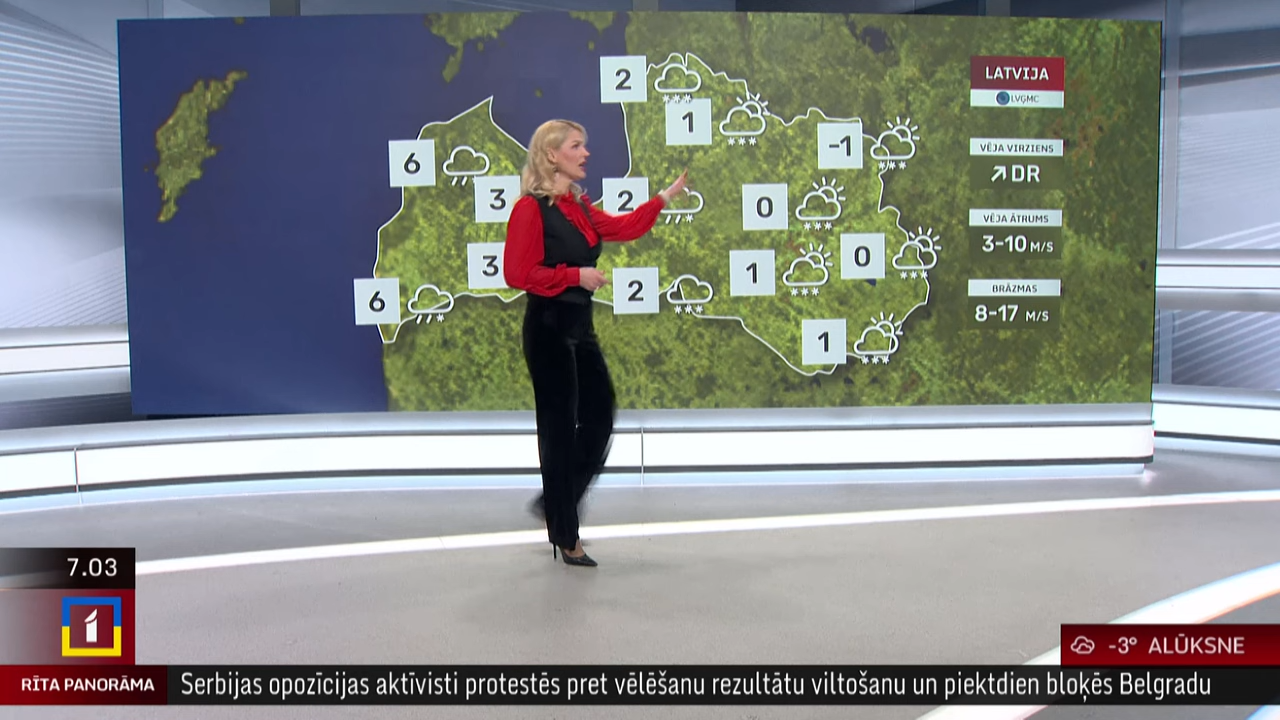 2
1
-1
6
3
2
0
3
1
0
6
2
1
LATVIJA
LVĢMC
VĒJA VIRZIENS
DR
VĒJA ĀTRUMS
3-10 M/S
BRĀZMAS
8-17 M/S
7.03
1
-3° ALŪKSNE
RĪTA PANORĀMA
Serbijas opozīcijas aktīvisti protestēs pret vēlēšanu rezultātu viltošanu un piektdien bloķēs Belgradu